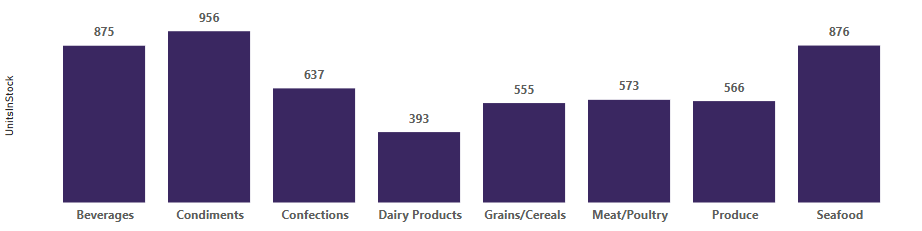 UnitsInStock
875
956
637
393
555
573
566
876
Beverages
Condiments
Confections
Dairy Products
Grains/Cereals
Meat/Poultry
Produce
Seafood